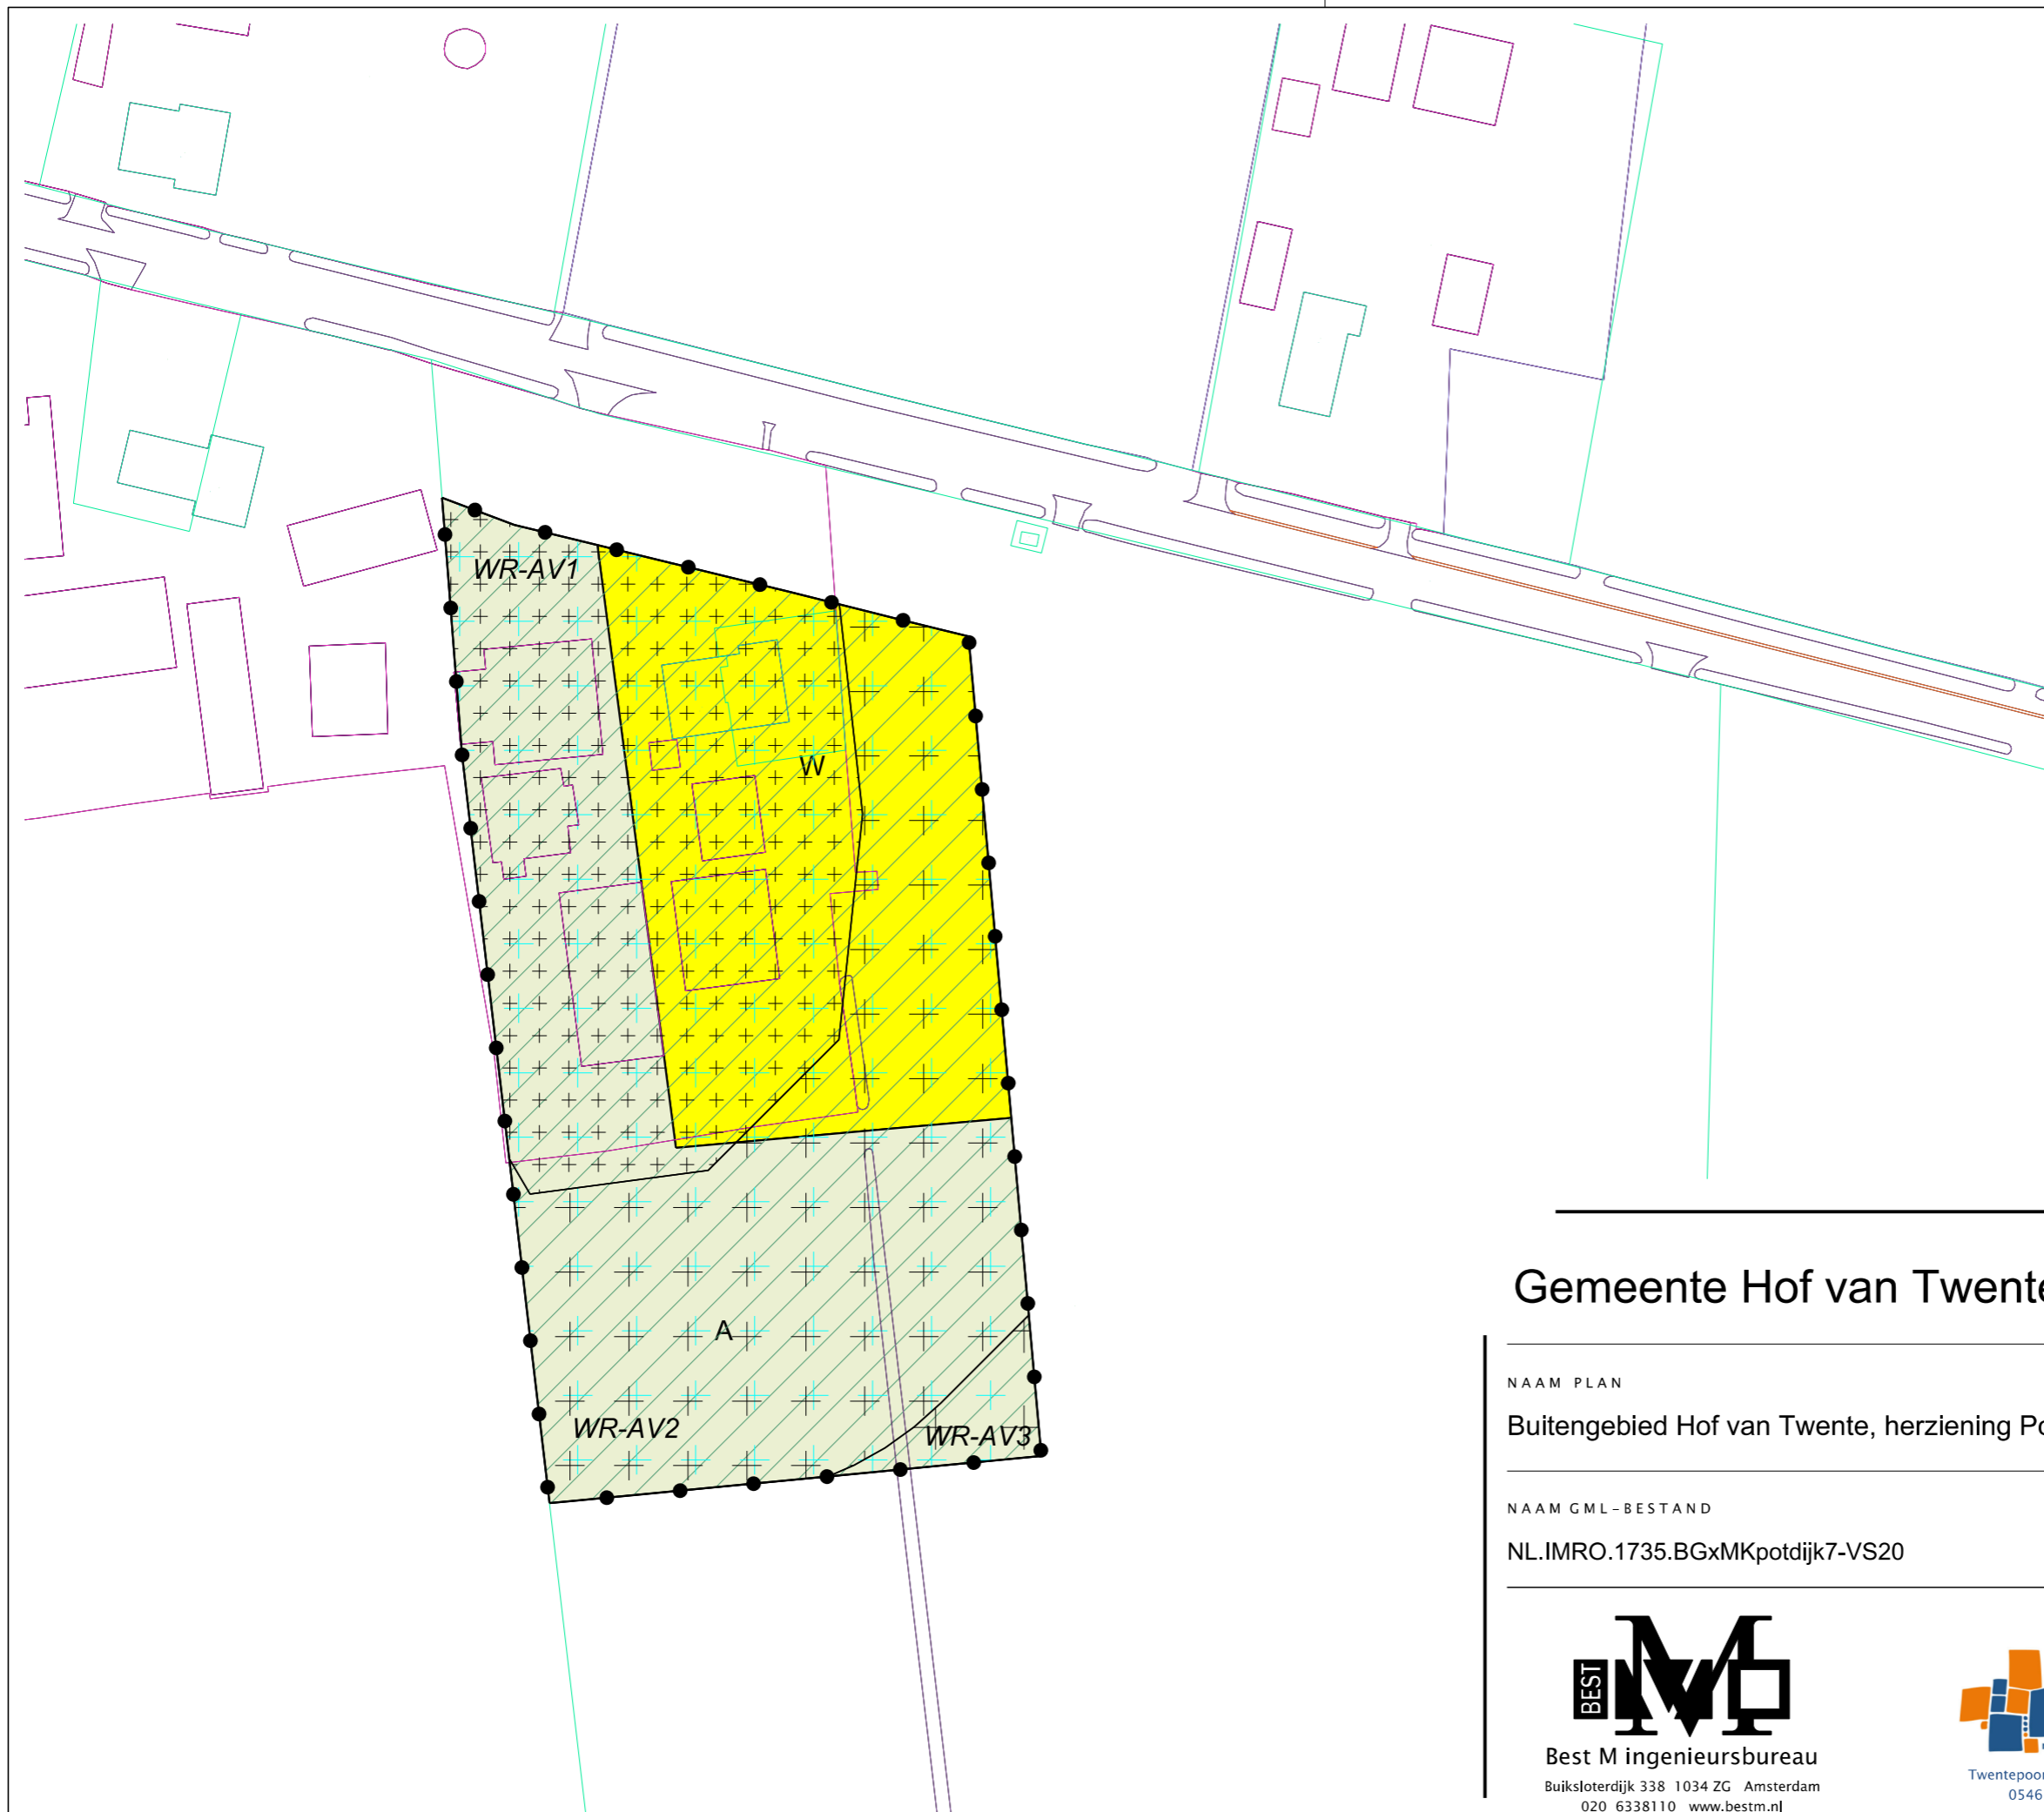 WR-AV1
W
A
WR-AV2
WR-AV3
Gemeente Hof van Twente
NAAM PLAN
Buitengebied Hof van Twente, herziening
NAAM GML-BESTAND
NL.IMRO.1735.BGxMKpotdijk7-VS20
BEST
M
Best M ingenieursbureau
Buiksloterdijk 338 1034 ZG Amsterdam
020 6338110 www.bestm.nl
0546